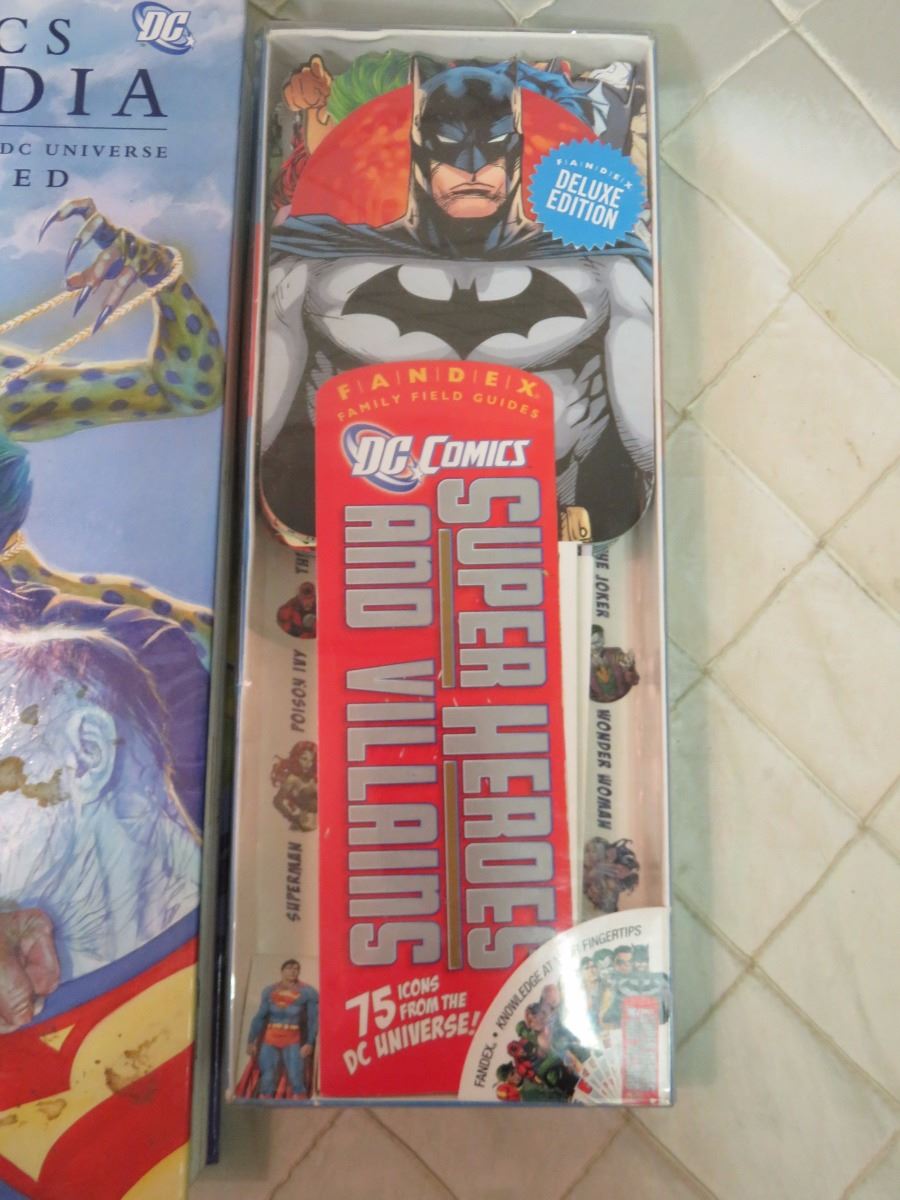 CS
DC
DIA
DC UNIVERSE
ED
FANDEX
DELUXE
EDITION
FANDEX®
FAMILY FIELD GUIDES
DC COMICS
SUPER HEROES
AND VILLAINS
75 ICONS
FROM THE
DC UNIVERSE!
POISON IVY
SUPERMAN
THE JOKER
WONDER WOMAN
FANDEX. • KNOWLEDGE AT YOUR FINGERTIPS